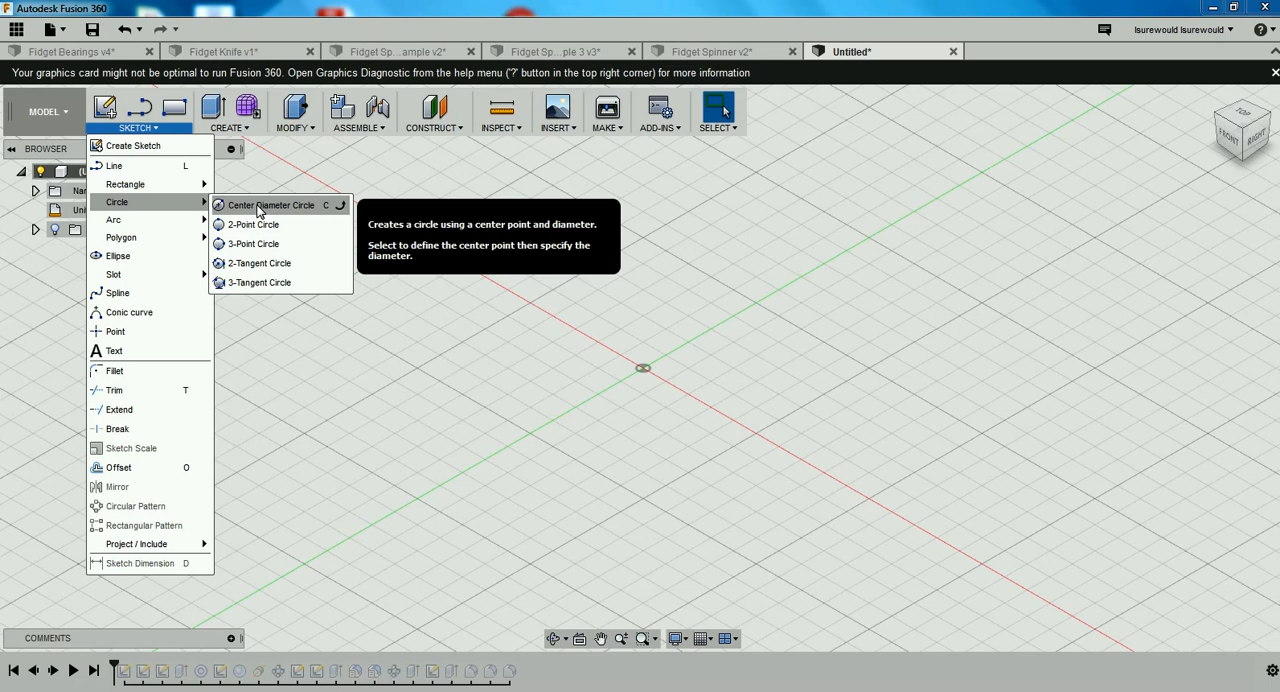 Autodesk Fusion 360
Isurewould Isurewould
Fidget Bearings v4*
Fidget Knife v1*
Fidget Sp...ample v2*
Fidget Sp...ple 3 v3*
Fidget Spinner v2*
Untitled*
Your graphics card might not be optimal to run Fusion 360. Open Graphics Diagnostic from the help menu ('?' button in the top right corner) for more information
MODEL
SKETCH
CREATE
MODIFY
ASSEMBLE
CONSTRUCT
INSPECT
INSERT
MAKE
ADD-INS
SELECT
BROWSER
(U
Nan
Uni
Create Sketch
Line L
Rectangle
Circle
Arc
Polygon
Ellipse
Slot
Spline
Conic curve
Point
Text
Fillet
Trim T
Extend
Break
Sketch Scale
Offset O
Mirror
Circular Pattern
Rectangular Pattern
Project / Include
Sketch Dimension D
Center Diameter Circle C
2-Point Circle
3-Point Circle
2-Tangent Circle
3-Tangent Circle
Creates a circle using a center point and diameter.
Select to define the center point then specify the
diameter.
TOP
FRONT
RIGHT
COMMENTS